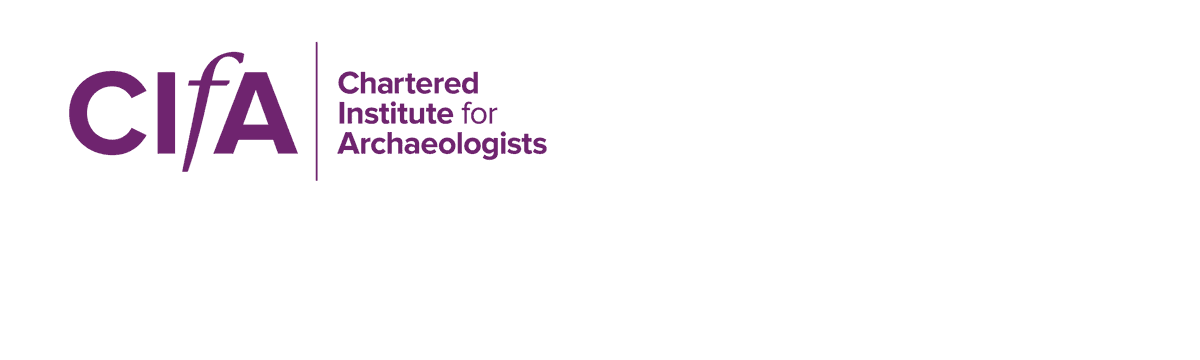 CIfA
Chartered
Institute for
Archaeologists